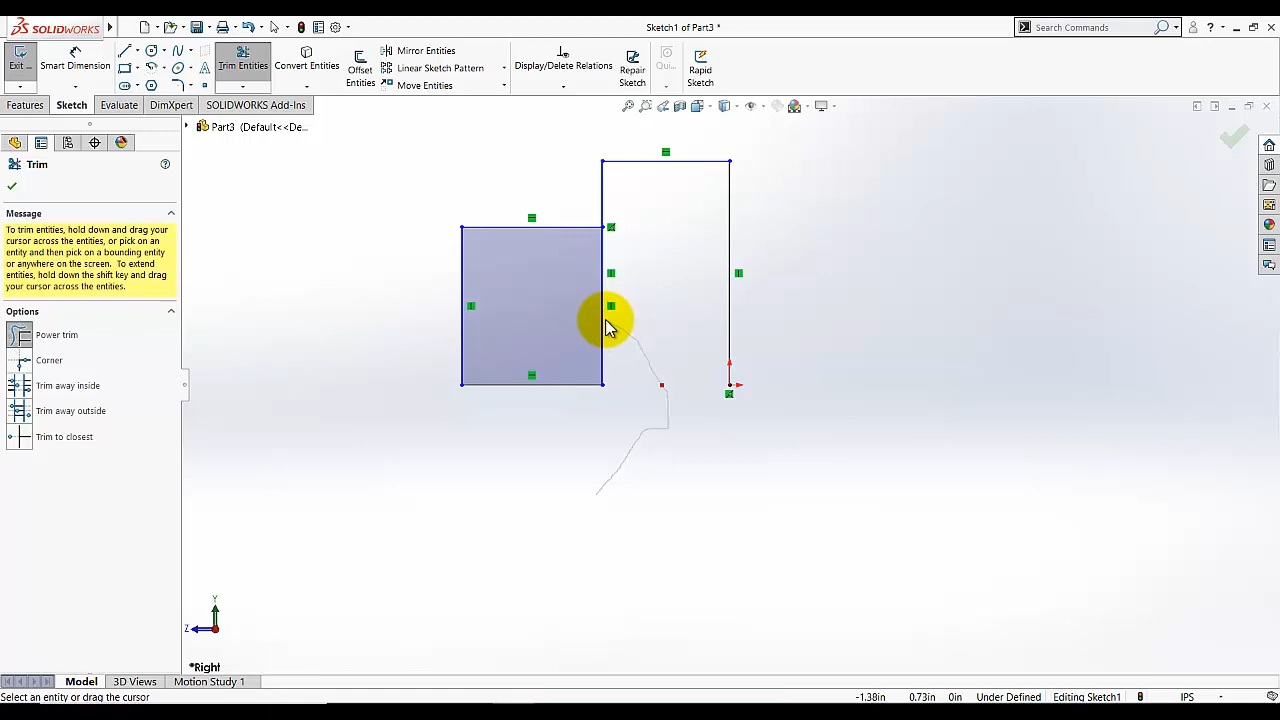 SOLIDWORKS
Sketch1 of Part3 *
Search Commands
?
Exit ...
Smart Dimension
Trim Entities
Convert Entities
Offset Entities
Mirror Entities
Linear Sketch Pattern
Move Entities
Display/Delete Relations
Repair Sketch
Qui...
Rapid Sketch
Features
Sketch
Evaluate
DimXpert
SOLIDWORKS Add-Ins
Part3 (Default<<De...
Trim
Message
To trim entities, hold down and drag your
cursor across the entities, or pick on an
entity and then pick on a bounding entity
or anywhere on the screen. To extend
entities, hold down the shift key and drag
your cursor across the entities.
Options
Power trim
Corner
Trim away inside
Trim away outside
Trim to closest
Y
Z
*Right
Model
3D Views
Motion Study 1
Select an entity or drag the cursor
-1.38in
0.73in
0in
Under Defined
Editing Sketch1
IPS
-